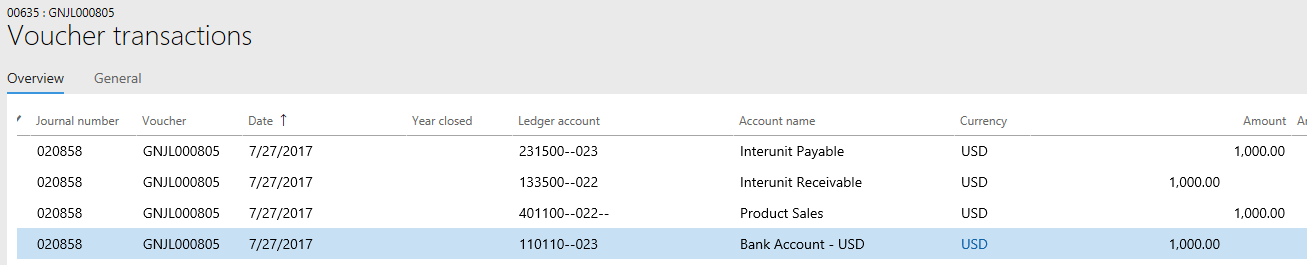 00635 : GNJL000805
Voucher transactions
Overview General
Journal number Voucher Date ↑ Year closed Ledger account Account name Currency Amount
020858 GNJL000805 7/27/2017 231500--023 Interunit Payable USD 1,000.00
020858 GNJL000805 7/27/2017 133500--022 Interunit Receivable USD 1,000.00
020858 GNJL000805 7/27/2017 401100--022-- Product Sales USD 1,000.00
020858 GNJL000805 7/27/2017 110110--023 Bank Account - USD USD 1,000.00